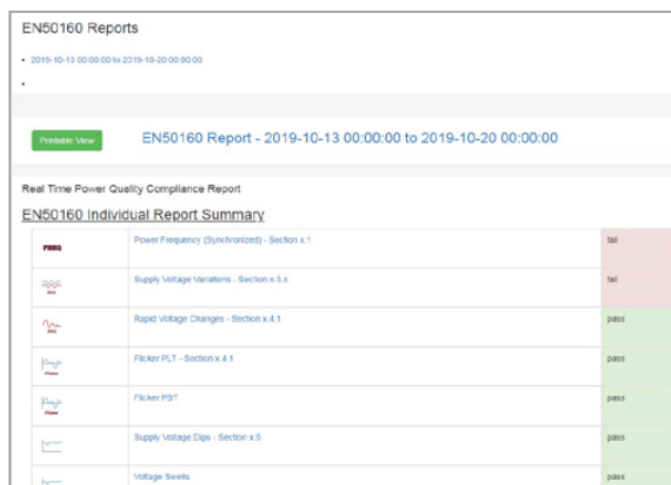 EN50160 Reports
2019-10-13 00:00:00 to 2019-10-20 00:00:00
Printable View
EN50160 Report - 2019-10-13 00:00:00 to 2019-10-20 00:00:00
Real Time Power Quality Compliance Report
EN50160 Individual Report Summary
FREQ
Power Frequency (Synchronized) - Section x.1
fail
Supply Voltage Variations - Section x.3.x
fail
Rapid Voltage Changes - Section x.4.1
pass
Flicker PLT - Section x.4.1
pass
Flicker
Flicker PST
pass
Flicker
Supply Voltage Dips - Section x.5
pass
Voltage Swells
pass